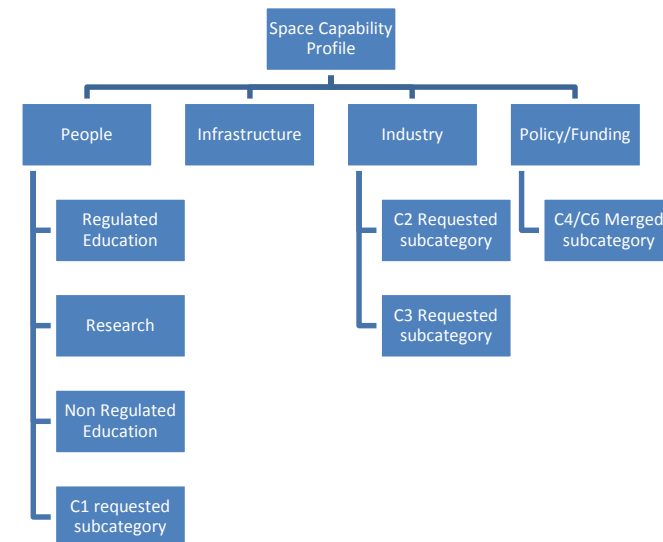 Space Capability
Profile
People
Infrastructure
Industry
Policy/Funding
Regulated
Education
Research
Non Regulated
Education
C1 requested
subcategory
C2 Requested
subcategory
C3 Requested
subcategory
C4/C6 Merged
subcategory